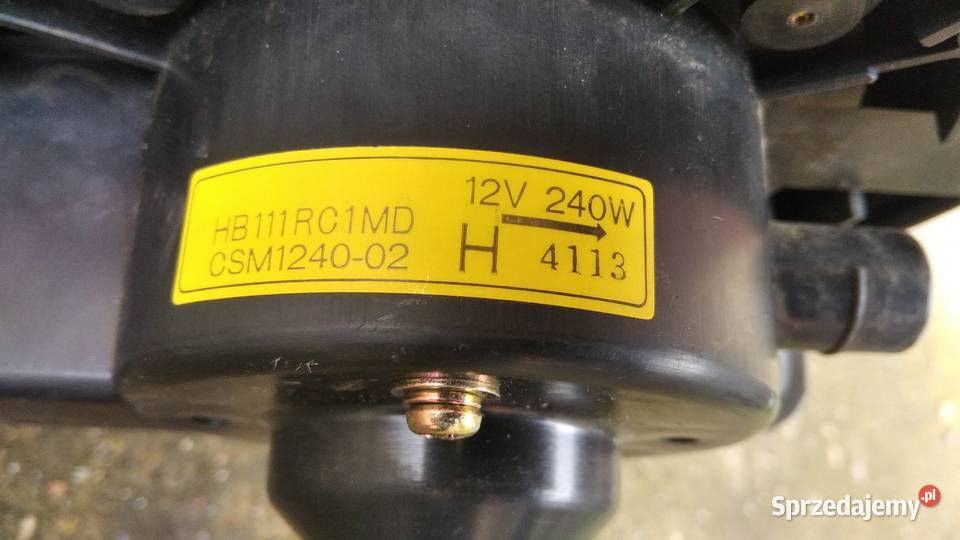 HB111RC1MD
CSM1240-02
12V 240W
H 4113
Sprzedajemy.pl